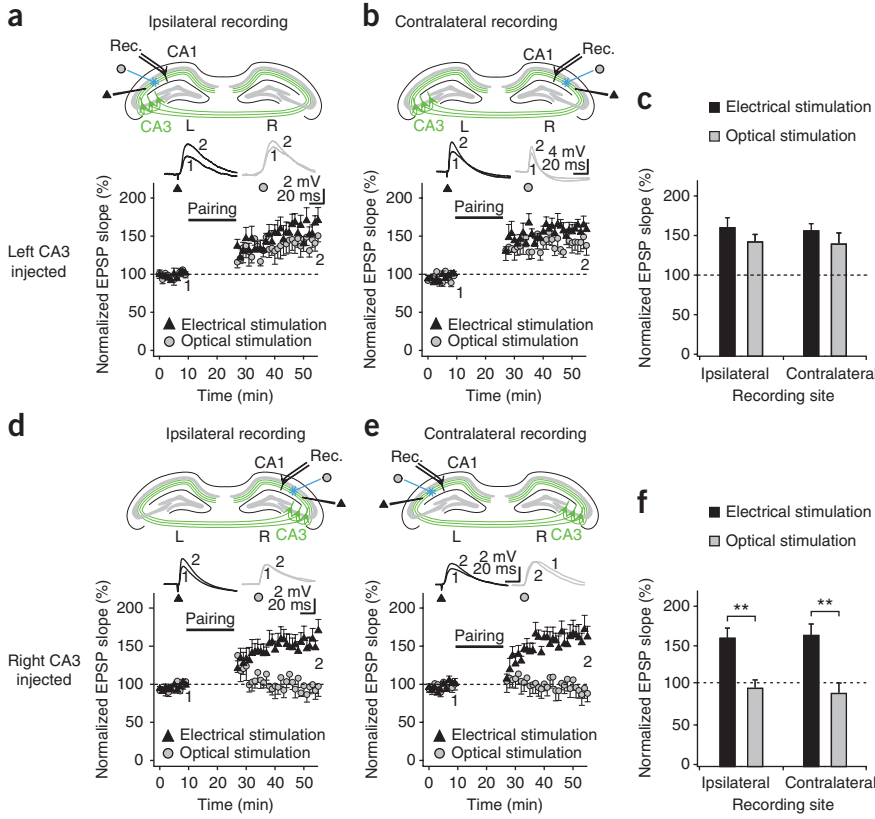 a
Ipsilateral recording
Rec.
CA1
CA3
L
R
2
1
2
1
2 mV
20 ms
Normalized EPSP slope (%)
200
150
100
50
0
Pairing
1
2
Electrical stimulation
Optical stimulation
0 10 20 30 40 50
Time (min)
Left CA3
injected
b
Contralateral recording
CA1
Rec.
CA3
L
R
2
1
2
1
4 mV
20 ms
Normalized EPSP slope (%)
200
150
100
50
0
Pairing
1
2
Electrical stimulation
Optical stimulation
0 10 20 30 40 50
Time (min)
c
Electrical stimulation
Optical stimulation
Normalized EPSP slope (%)
200
150
100
50
0
Ipsilateral Contralateral
Recording site
d
Ipsilateral recording
CA1
Rec.
CA3
L
R
2
1
2
1
2 mV
20 ms
Normalized EPSP slope (%)
200
150
100
50
0
Pairing
1
2
Electrical stimulation
Optical stimulation
0 10 20 30 40 50
Time (min)
Right CA3
injected
e
Contralateral recording
Rec.
CA1
CA3
L
R
2
1
2 mV
20 ms
1
2
Normalized EPSP slope (%)
200
150
100
50
0
Pairing
1
2
Electrical stimulation
Optical stimulation
0 10 20 30 40 50
Time (min)
f
Electrical stimulation
Optical stimulation
Normalized EPSP slope (%)
200
150
100
50
0
** **
Ipsilateral Contralateral
Recording site